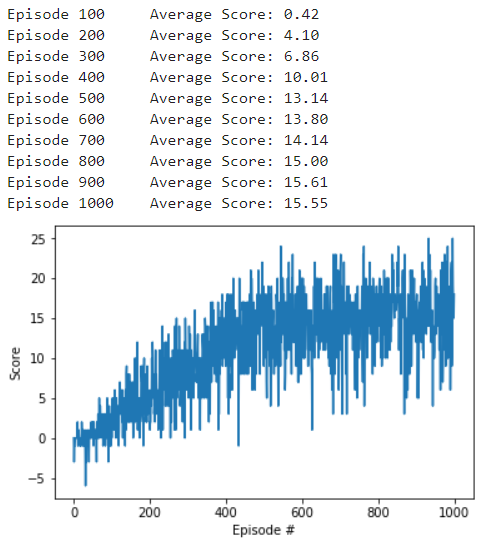 Episode 100 Average Score: 0.42
Episode 200 Average Score: 4.10
Episode 300 Average Score: 6.86
Episode 400 Average Score: 10.01
Episode 500 Average Score: 13.14
Episode 600 Average Score: 13.80
Episode 700 Average Score: 14.14
Episode 800 Average Score: 15.00
Episode 900 Average Score: 15.61
Episode 1000 Average Score: 15.55
25
20
15
10
5
0
−5
Score
0 200 400 600 800 1000
Episode #